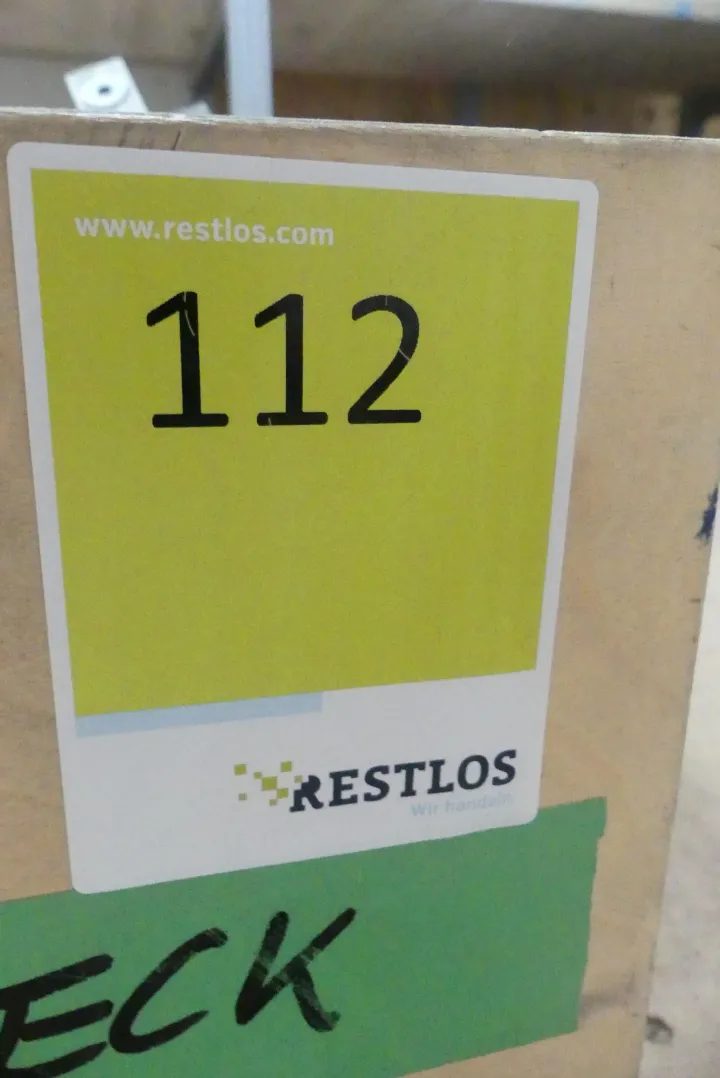 www.restlos.com
112
RESTLOS
Wir handeln.
ECK